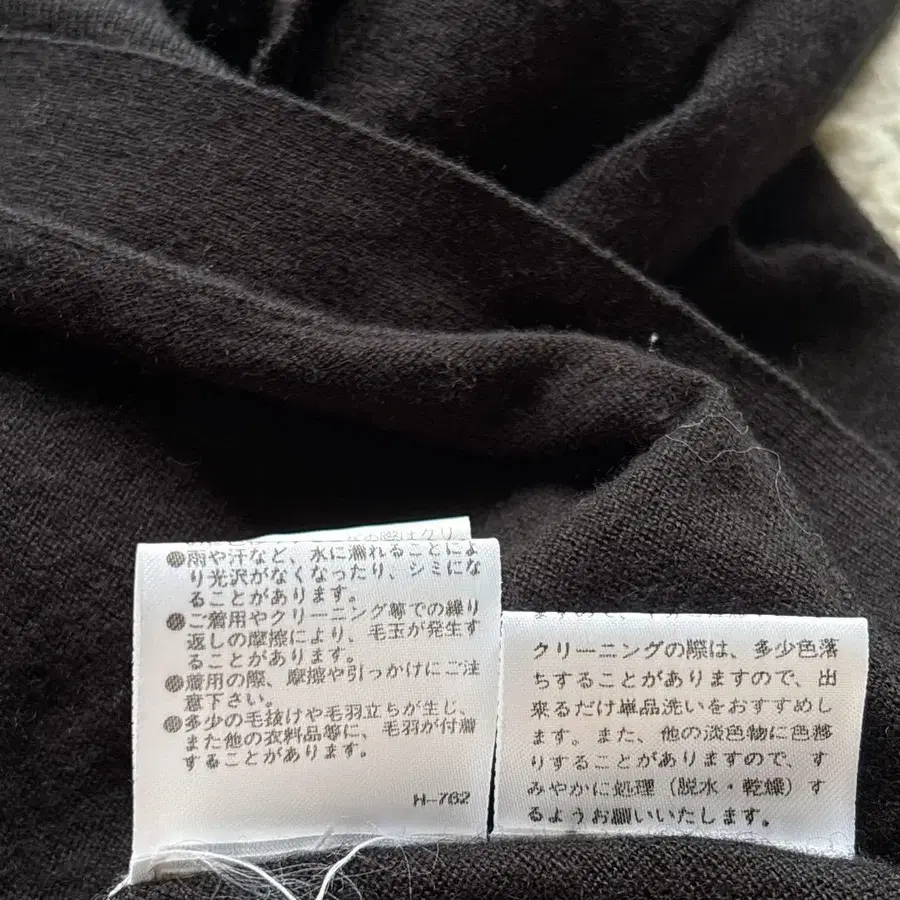 雨や汗など、水に濡れることによ
り光沢がなくなったり、シミにな
ることがあります。
ご着用やクリーニング等での繰り
返しの摩擦により、毛玉が発生す
ることがあります。
着用の際、摩擦や引っかけにご注
意下さい。
多少の毛抜けや毛羽立ちが生じ、
また他の衣料品等に、毛羽が付着
することがあります。
H-762
クリーニングの際は、多少色落
ちすることがありますので、出
来るだけ単品洗いをおすすめし
ます。また、他の淡色物に色移
りすることがありますので、す
みやかに処理（脱水・乾燥）す
るようお願いいたします。